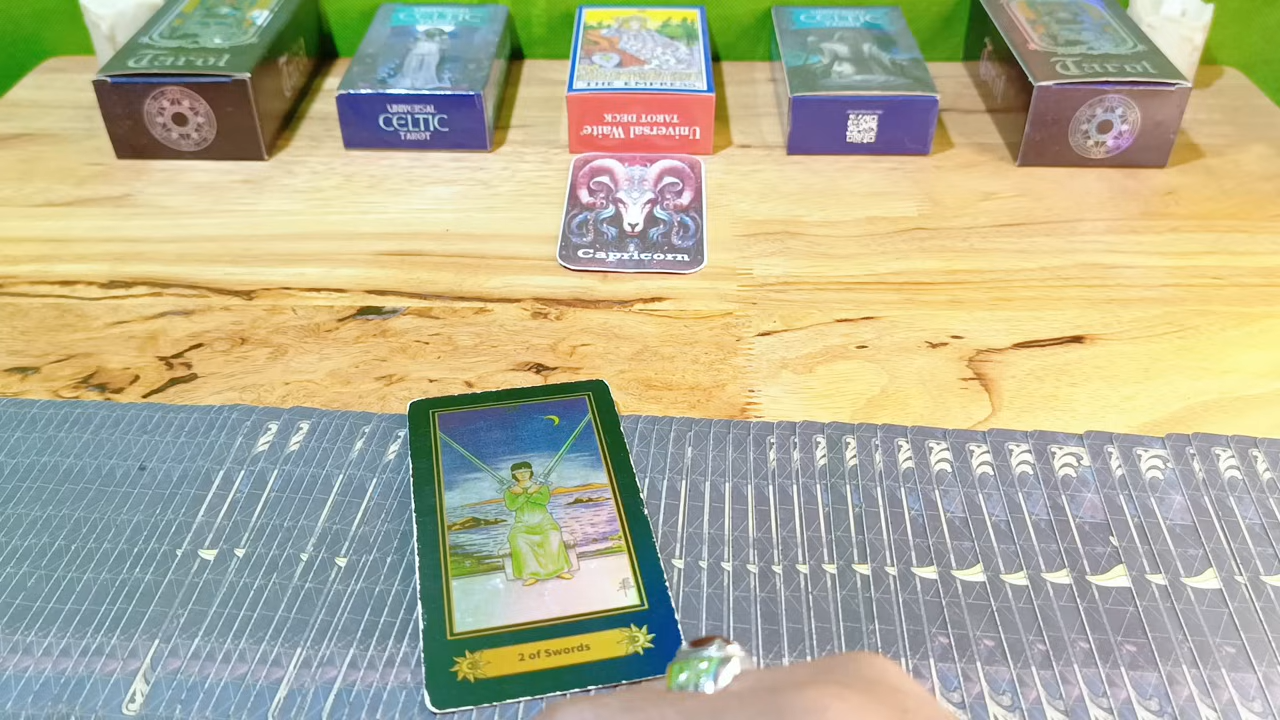 Tarot
UNIVERSAL
CELTIC
TAROT
THE EMPRESS
Universal Waite
TAROT DECK
CELTIC
Tarot
Capricorn
2 of Swords